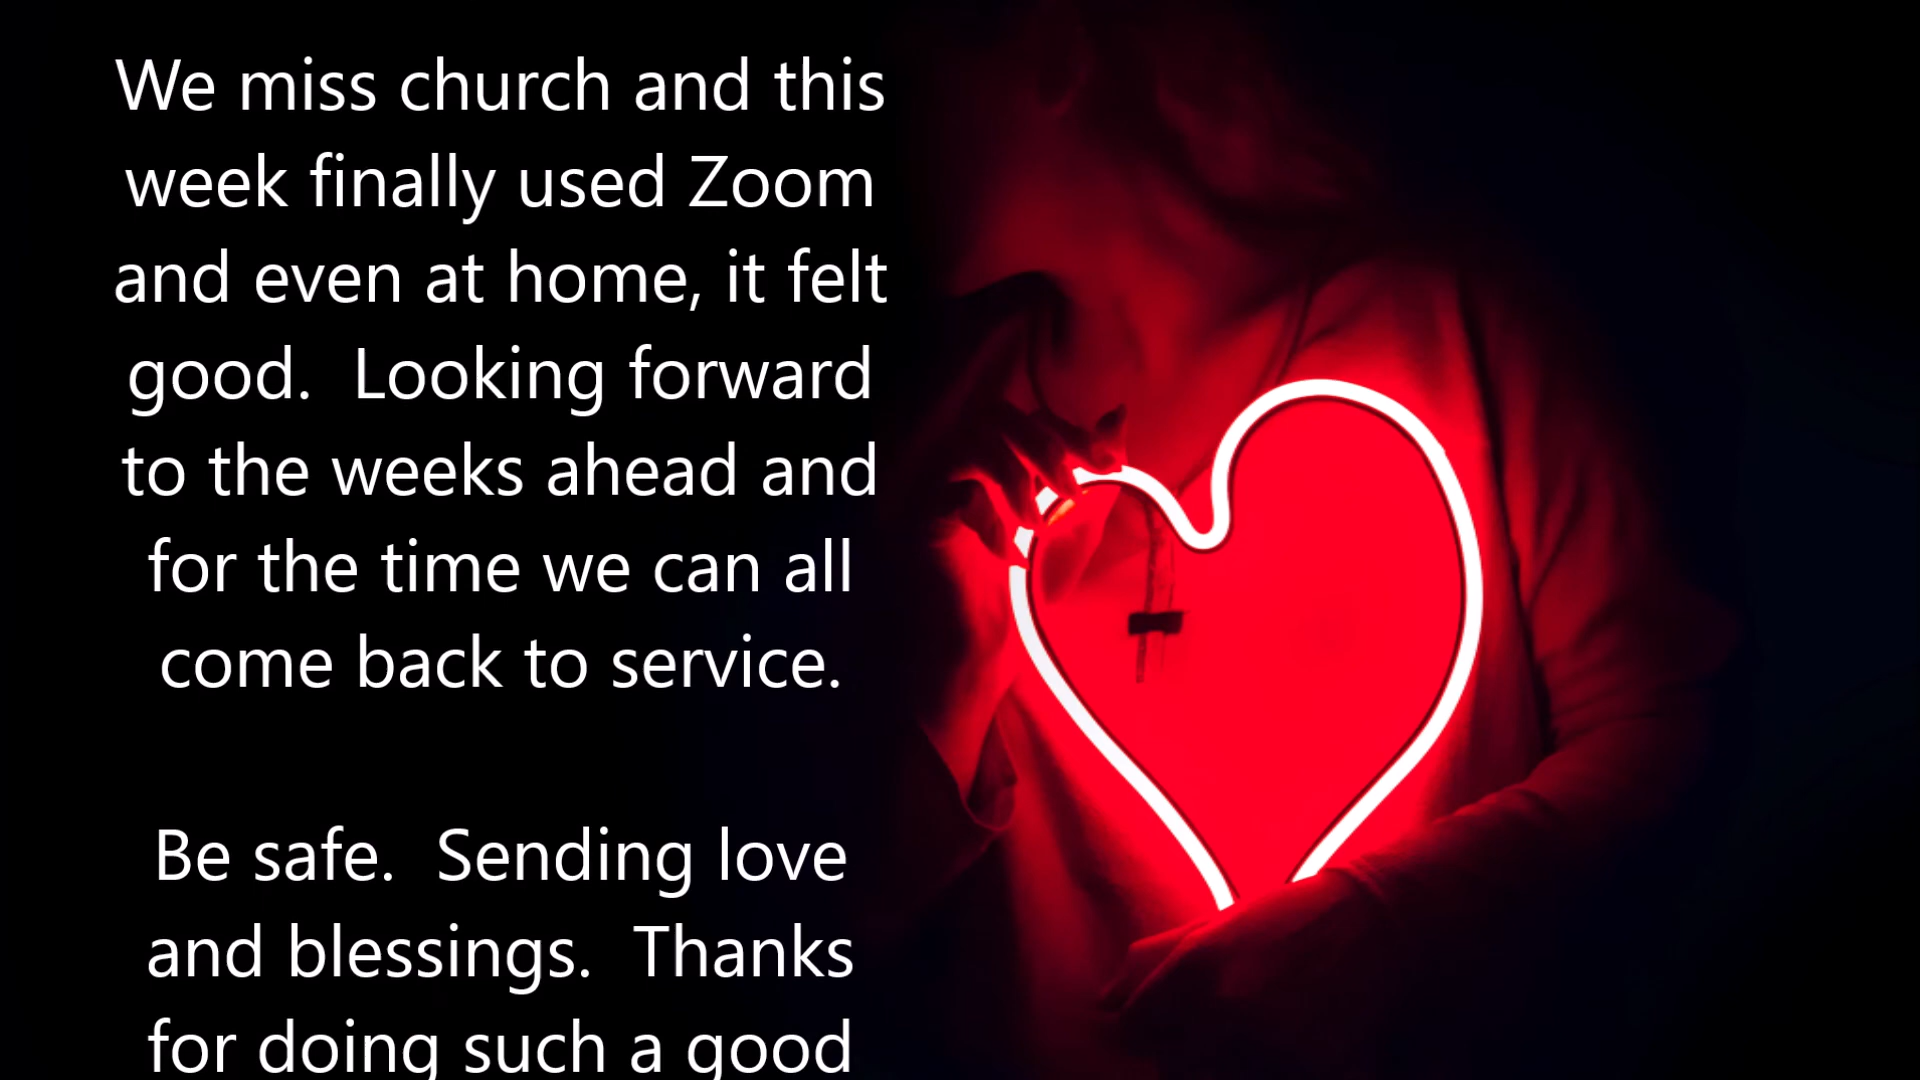 We miss church and this
week finally used Zoom
and even at home, it felt
good.  Looking forward
to the weeks ahead and
for the time we can all
come back to service.

Be safe.  Sending love
and blessings.  Thanks
for doing such a good